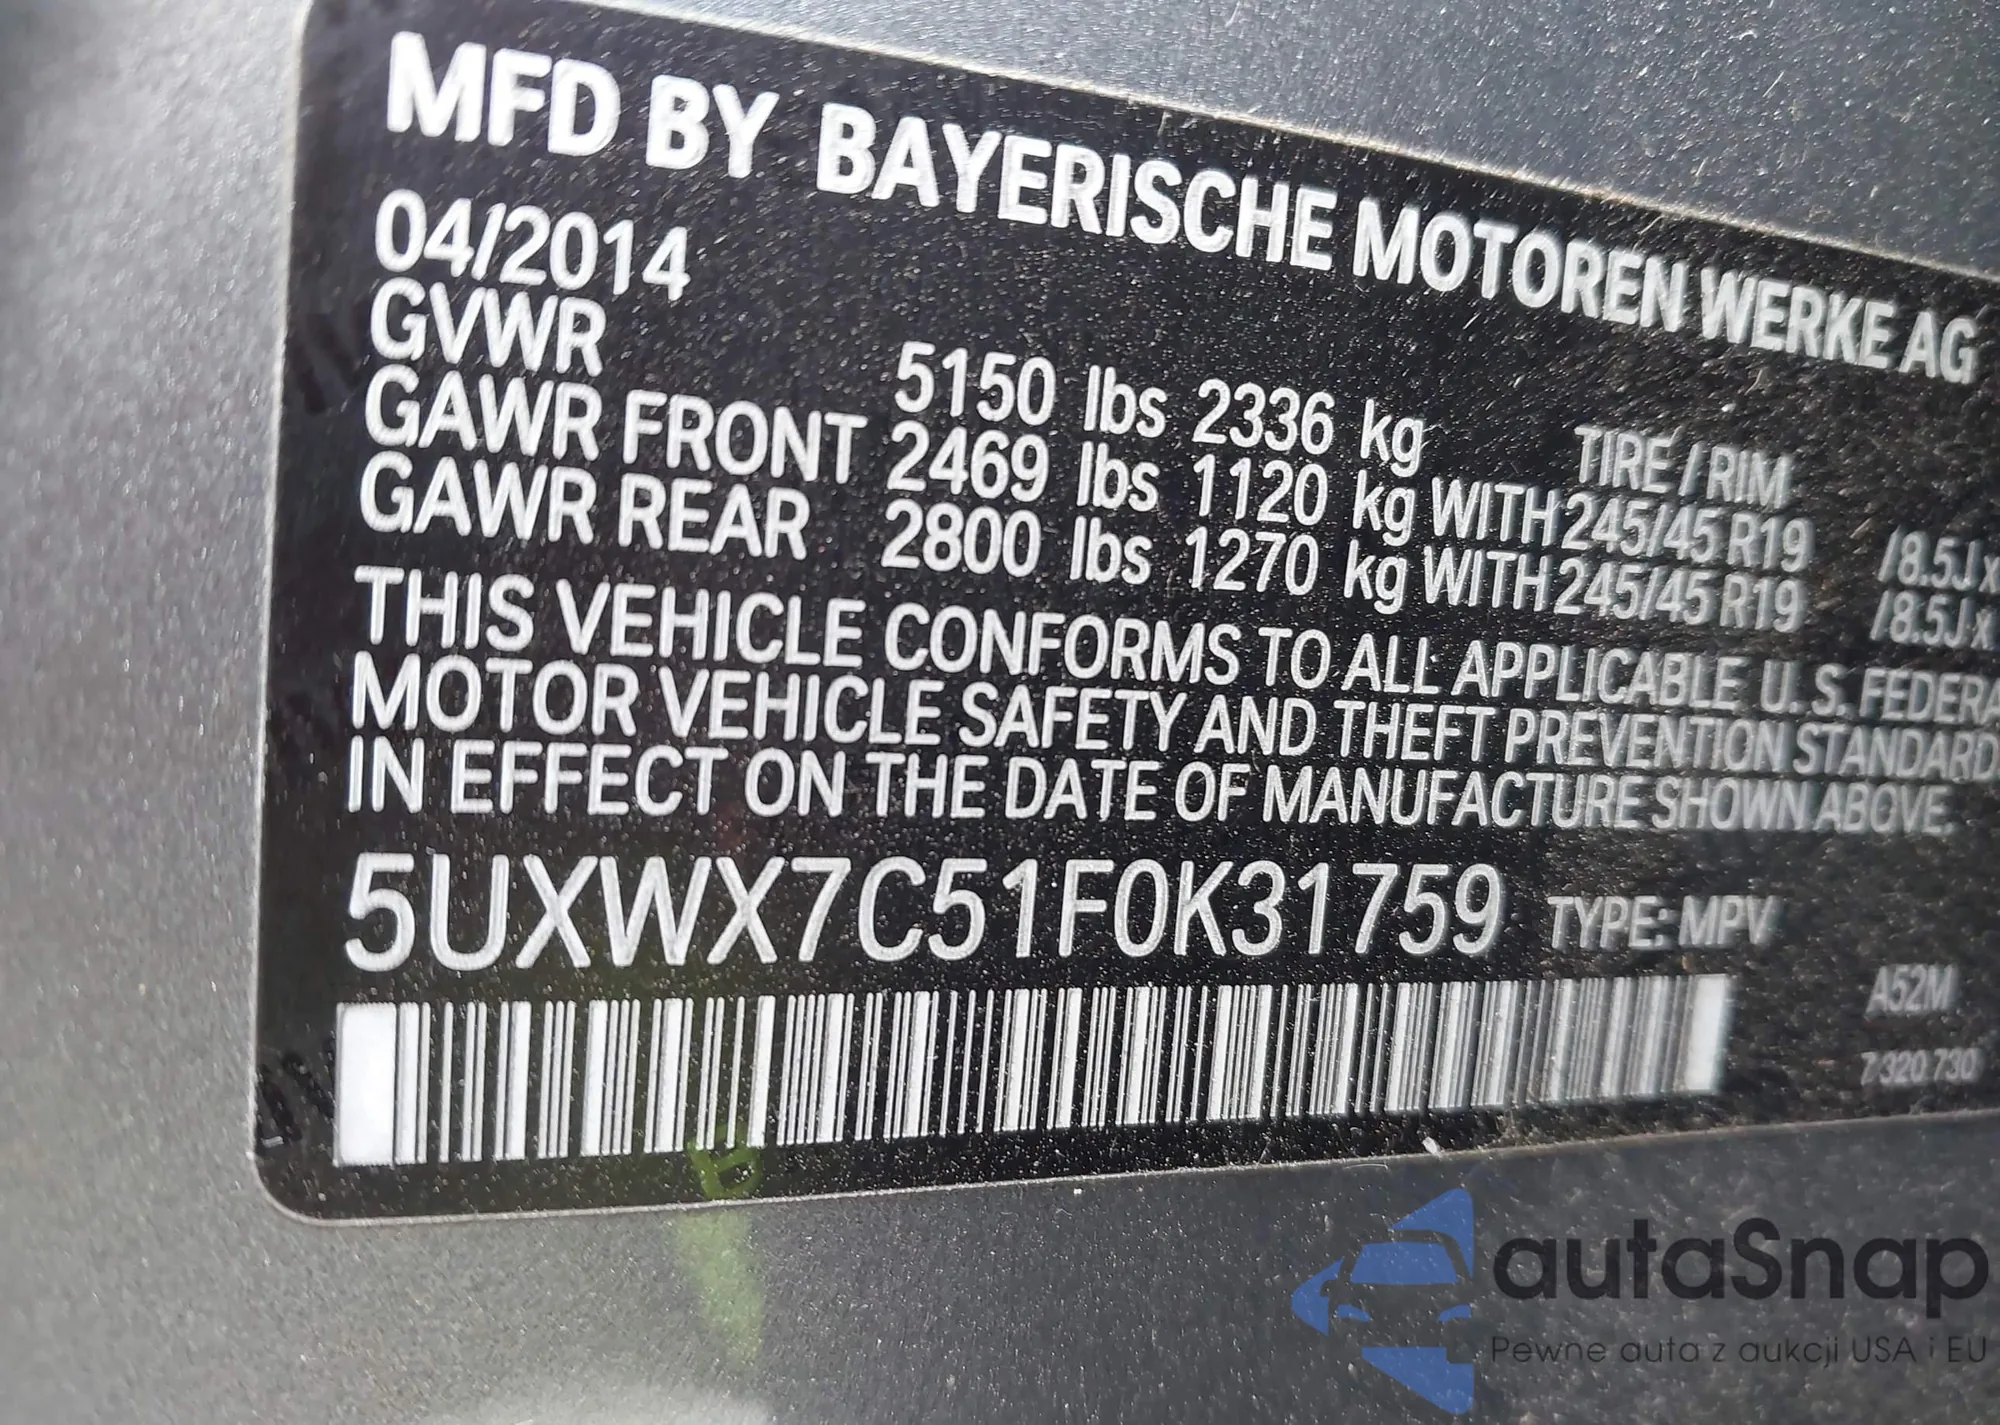 MFD BY BAYERISCHE MOTOREN WERKE AG
04/2014
GVWR 5150 lbs 2336 kg TIRE / RIM
GAWR FRONT 2469 lbs 1120 kg WITH 245/45 R19 /8.5J x
GAWR REAR 2800 lbs 1270 kg WITH 245/45 R19 /8.5J x
THIS VEHICLE CONFORMS TO ALL APPLICABLE U. S. FEDERA
MOTOR VEHICLE SAFETY AND THEFT PREVENTION STANDARD
IN EFFECT ON THE DATE OF MANUFACTURE SHOWN ABOVE.
5UXWX7C51F0K31759 TYPE: MPV
A52M
7 320 730
autaSnap
Pewne auta z aukcji USA i EU